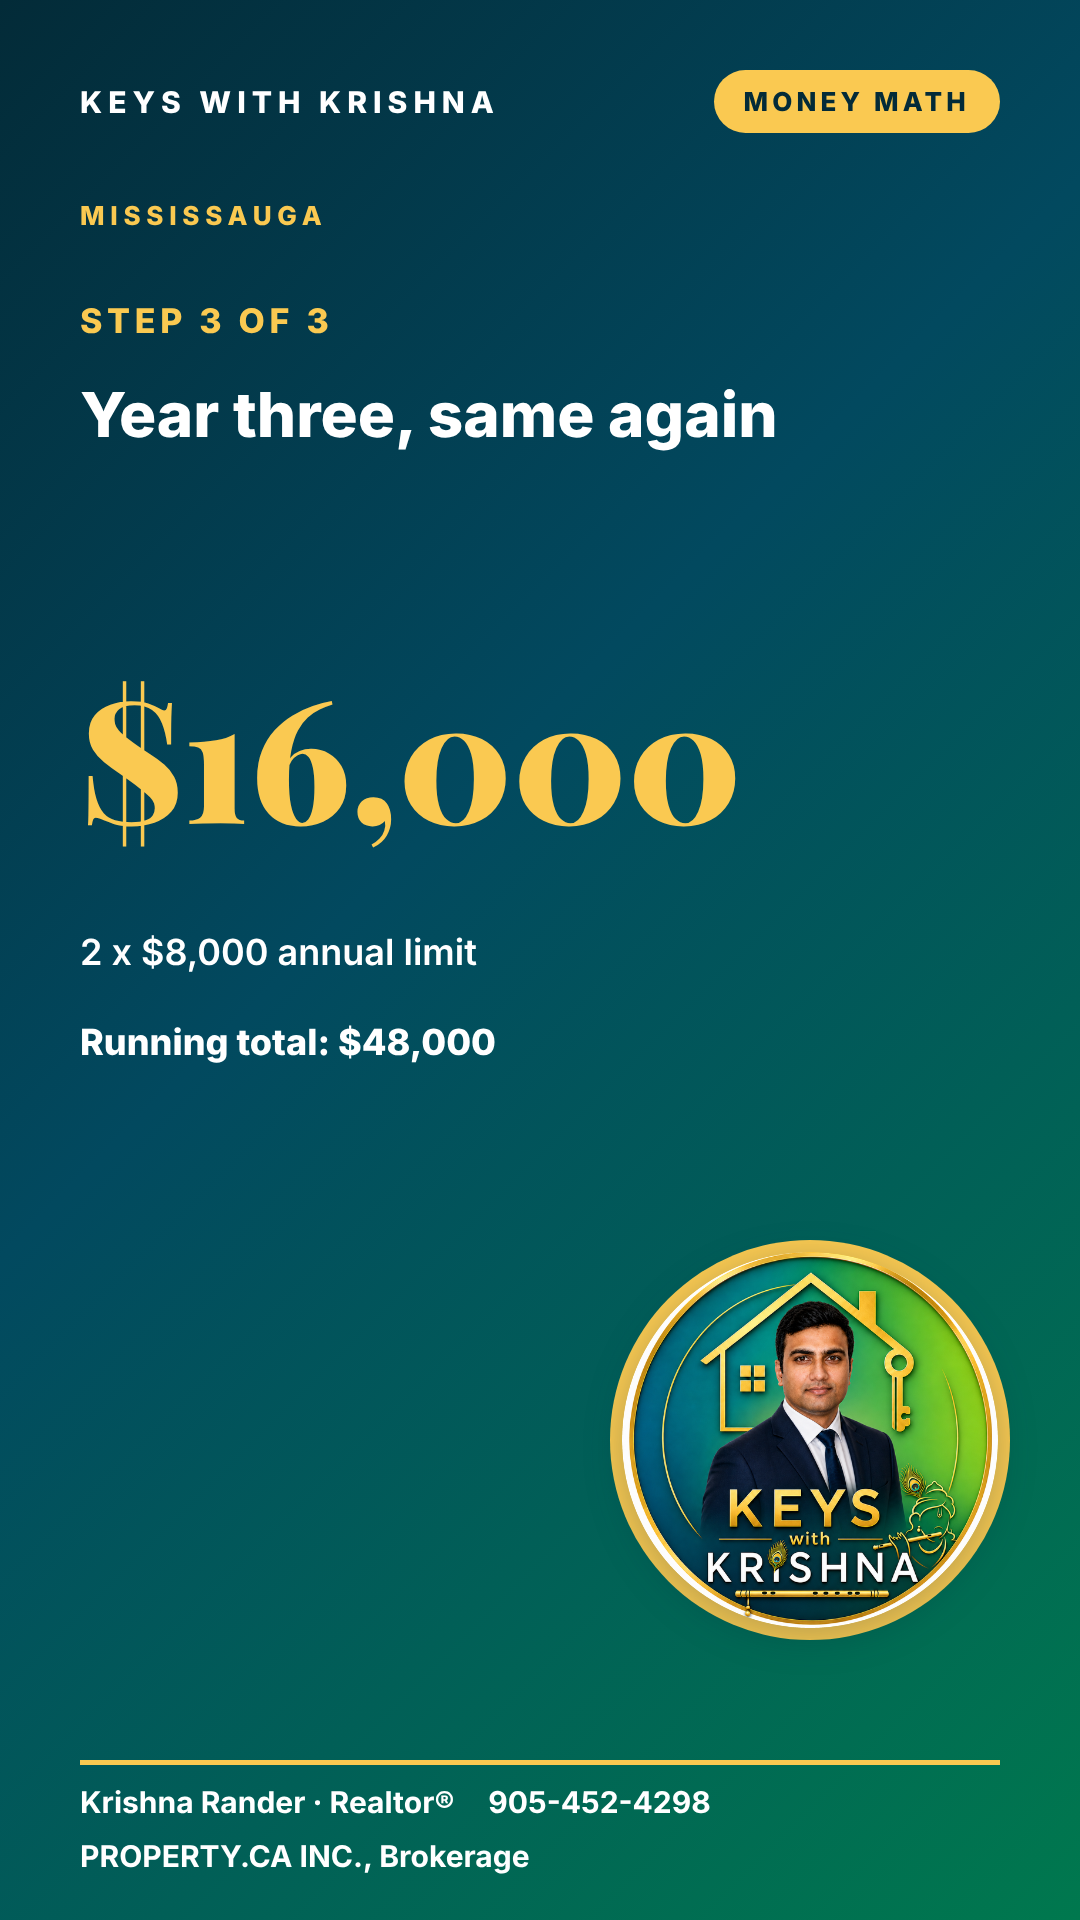 KEYS WITH KRISHNA
MONEY MATH
MISSISSAUGA
STEP 3 OF 3
Year three, same again
$16,000
2 x $8,000 annual limit
Running total: $48,000
KEYS
with
KRISHNA
Krishna Rander · Realtor® 905-452-4298
PROPERTY.CA INC., Brokerage